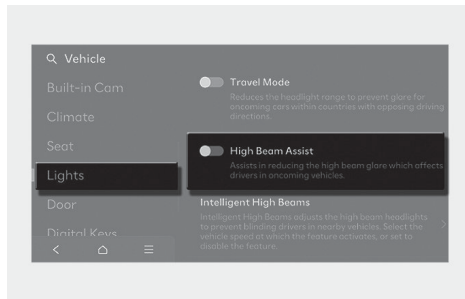 Vehicle
Built-in Cam
Climate
Seat
Lights
Door
Digital Keys
Travel Mode
Reduces the headlight range to prevent glare for
oncoming cars within countries with opposing driving
directions.
High Beam Assist
Assists in reducing the high beam glare which affects
drivers in oncoming vehicles.
Intelligent High Beams
Intelligent High Beams adjusts the high beam headlights
to prevent blinding drivers in nearby vehicles. Select the
vehicle speed at which the feature activates, or set to
disable the feature.